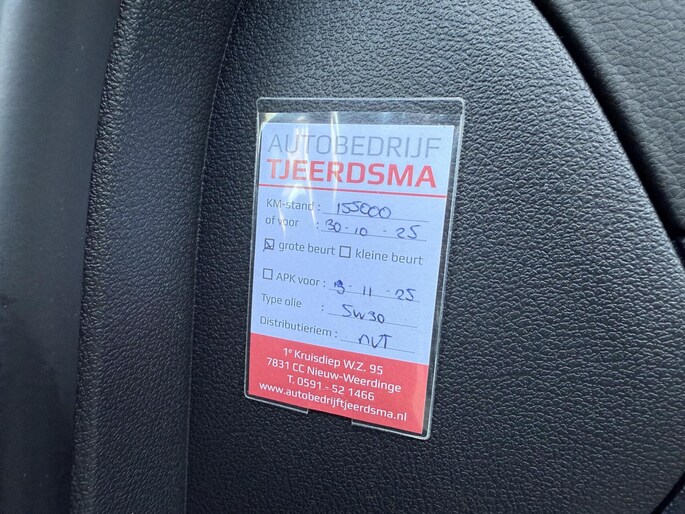 AUTOBEDRIJF
TJEERDSMA
KM-stand : 155000
of voor : 30-10-25
☒ grote beurt ☐ kleine beurt
☐ APK voor : -11-25
Type olie : 5W30
Distributieriem : NVT
1e Kruisdiep W.Z. 95
7831 CC Nieuw-Weerdinge
T. 0591 - 52 1466
www.autobedrijftjeerdsma.nl